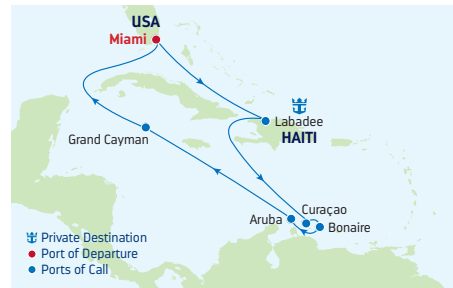 USA
Miami
Labadee
HAITI
Grand Cayman
Curaçao
Aruba
Bonaire
Private Destination
Port of Departure
Ports of Call